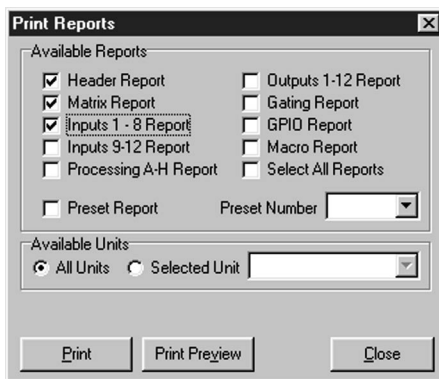 Print Reports
Available Reports
Header Report
Matrix Report
Inputs 1 - 8 Report
Inputs 9-12 Report
Processing A-H Report
Outputs 1-12 Report
Gating Report
GPIO Report
Macro Report
Select All Reports
Preset Report
Preset Number
Available Units
All Units
Selected Unit
Print
Print Preview
Close